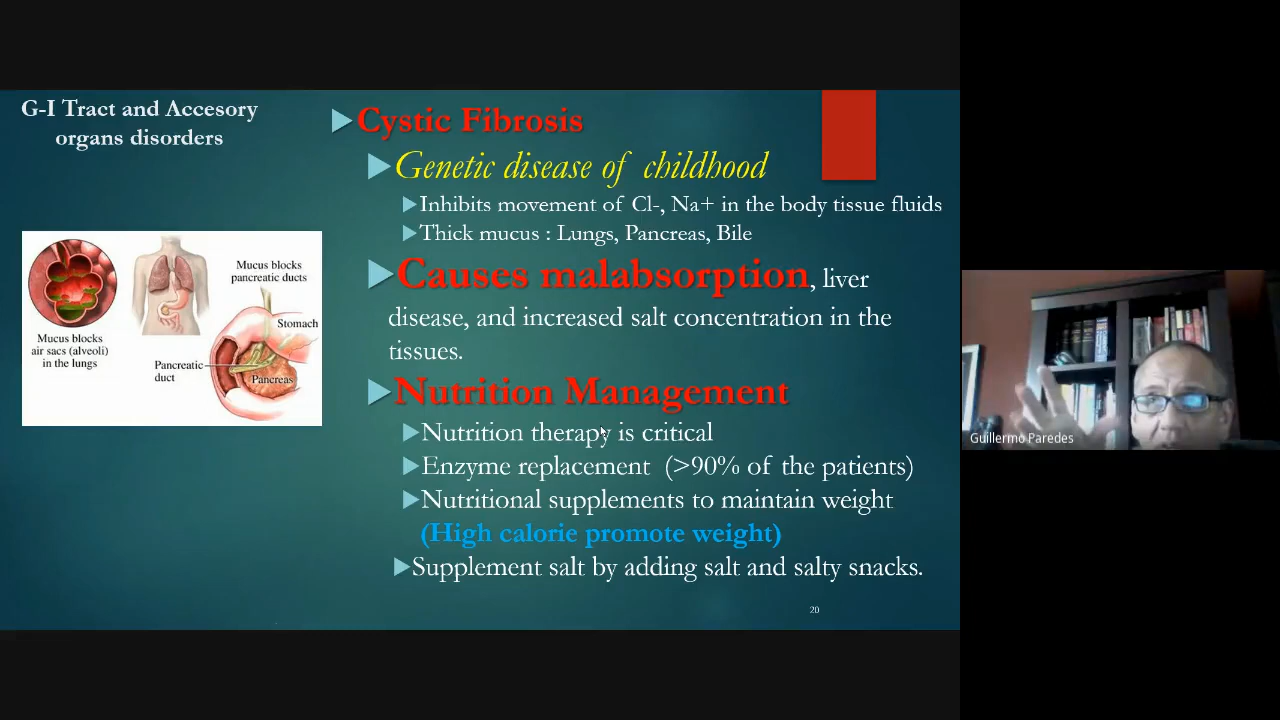 G-I Tract and Accesory
organs disorders
Cystic Fibrosis
Genetic disease of childhood
Inhibits movement of Cl-, Na+ in the body tissue fluids
Thick mucus : Lungs, Pancreas, Bile
Causes malabsorption, liver
disease, and increased salt concentration in the
tissues.
Nutrition Management
Nutrition therapy is critical
Enzyme replacement (>90% of the patients)
Nutritional supplements to maintain weight
(High calorie promote weight)
Supplement salt by adding salt and salty snacks.
20
Mucus blocks
pancreatic ducts
Stomach
Mucus blocks
air sacs (alveoli)
in the lungs
Pancreatic
duct
Pancreas
Guillermo Paredes